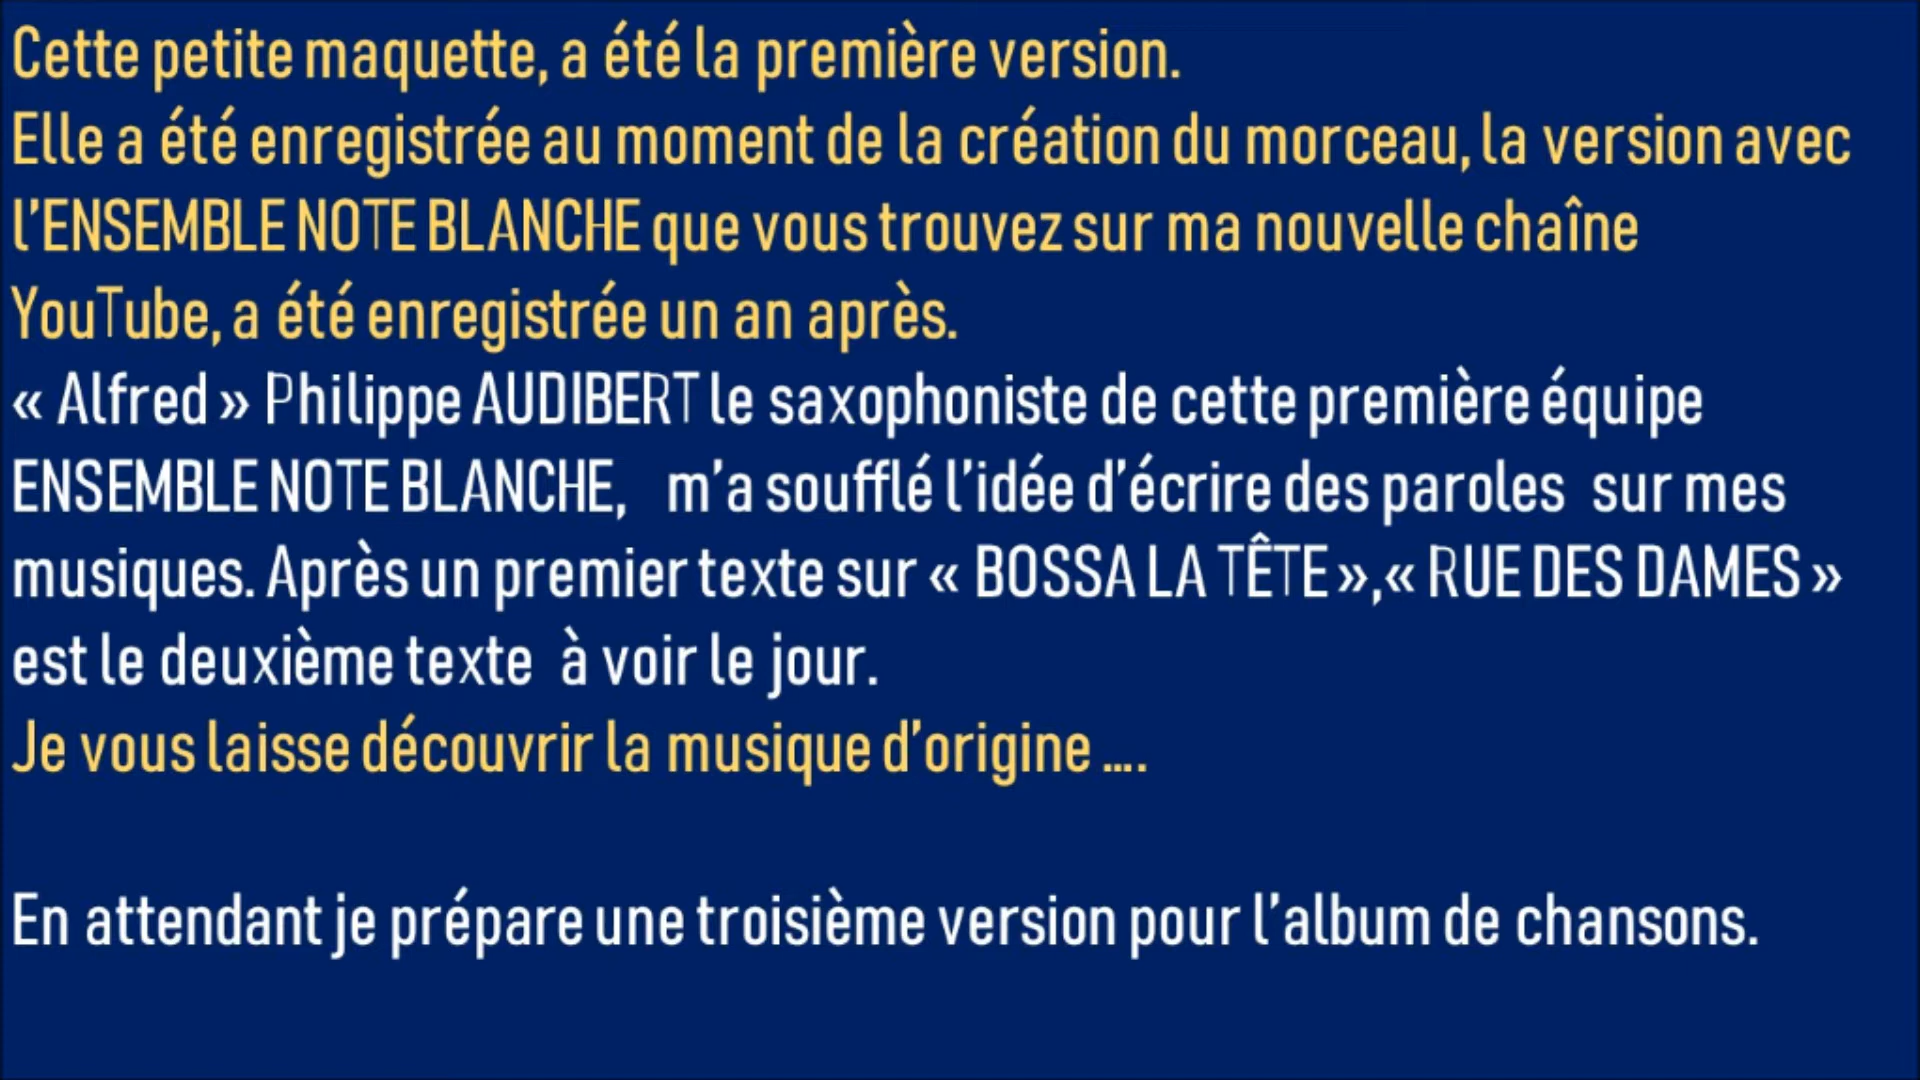 Cette petite maquette, a été la première version.
Elle a été enregistrée au moment de la création du morceau, la version avec
l’ENSEMBLE NOTE BLANCHE que vous trouvez sur ma nouvelle chaîne
YouTube, a été enregistrée un an après.
« Alfred » Philippe AUDIBERT le saxophoniste de cette première équipe
ENSEMBLE NOTE BLANCHE, m’a soufflé l’idée d’écrire des paroles sur mes
musiques. Après un premier texte sur « BOSSA LA TÊTE »,« RUE DES DAMES »
est le deuxième texte à voir le jour.
Je vous laisse découvrir la musique d’origine ....
En attendant je prépare une troisième version pour l’album de chansons.